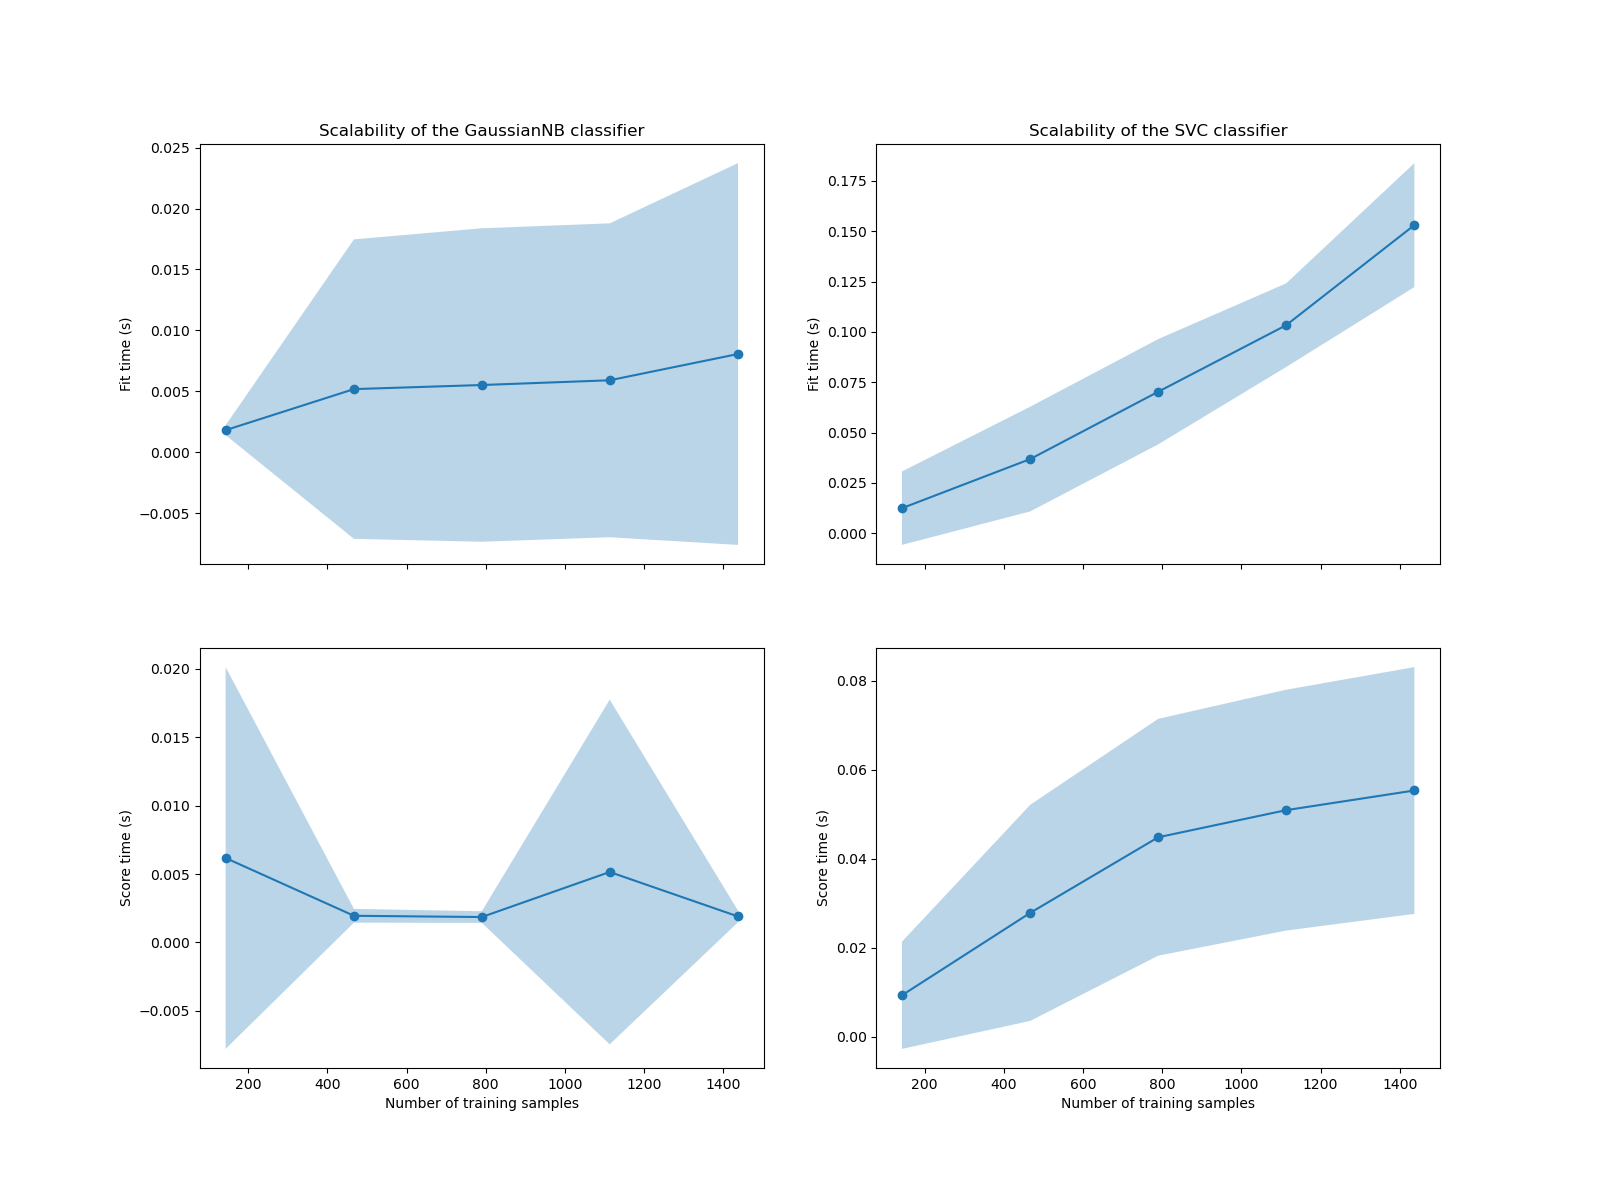 Scalability of the GaussianNB classifier
0.025
0.020
0.015
0.010
0.005
0.000
−0.005
Fit time (s)
Scalability of the SVC classifier
0.175
0.150
0.125
0.100
0.075
0.050
0.025
0.000
Fit time (s)
0.020
0.015
0.010
0.005
0.000
−0.005
Score time (s)
200 400 600 800 1000 1200 1400
Number of training samples
0.08
0.06
0.04
0.02
0.00
Score time (s)
200 400 600 800 1000 1200 1400
Number of training samples